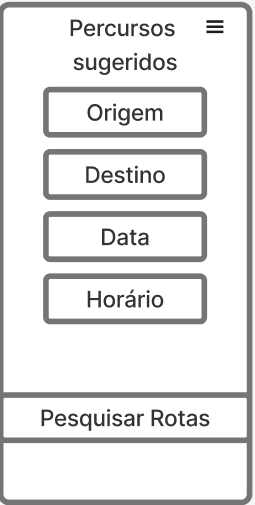 Percursos
sugeridos
Origem
Destino
Data
Horário
Pesquisar Rotas